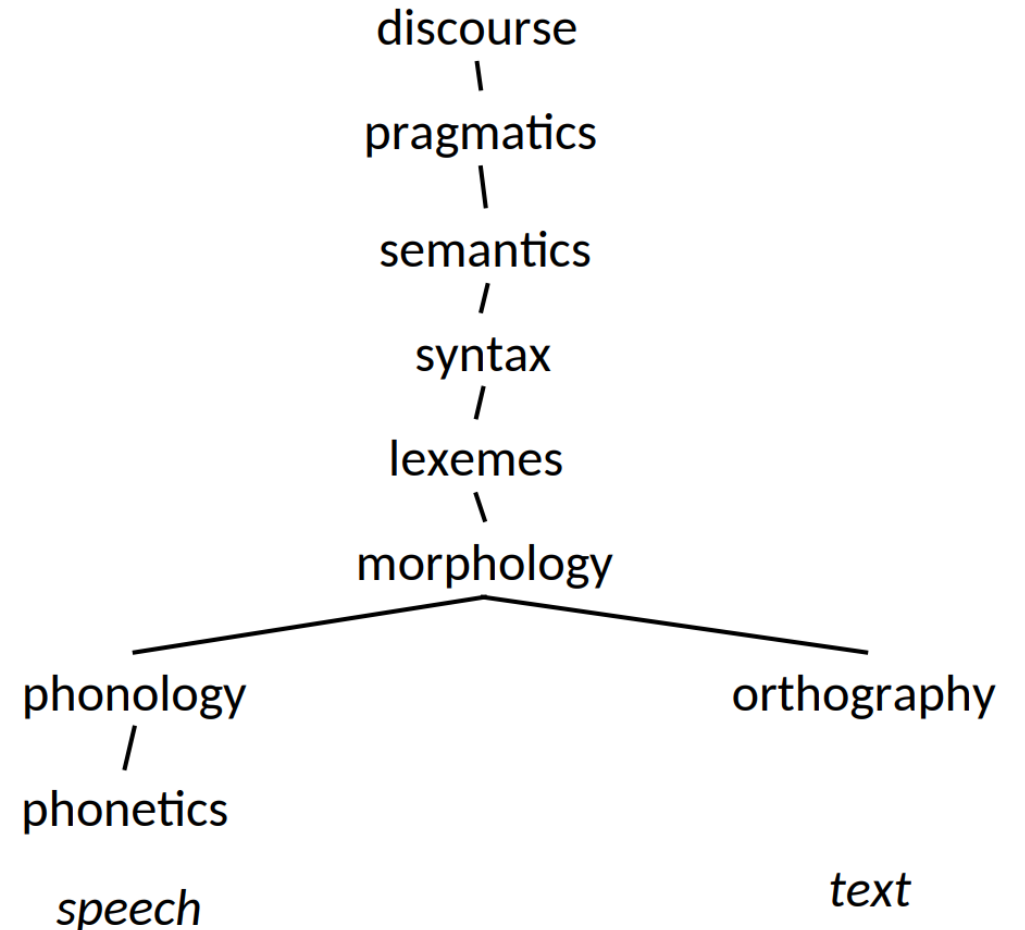 discourse
pragmatics
semantics
syntax
lexemes
morphology
phonology orthography
phonetics
text
speech